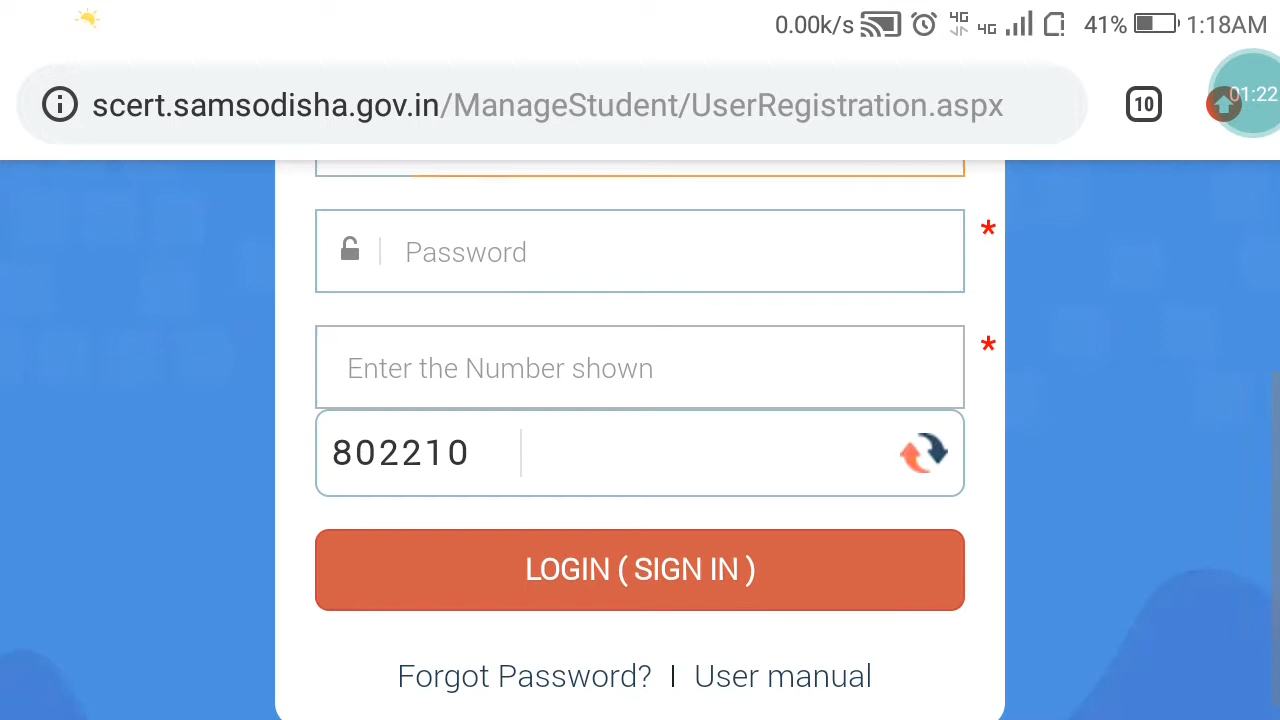 0.00k/s 4G 4G 41% 1:18AM
scert.samsodisha.gov.in/ManageStudent/UserRegistration.aspx 10 01:22
Password *
Enter the Number shown *
802210
LOGIN ( SIGN IN )
Forgot Password? | User manual